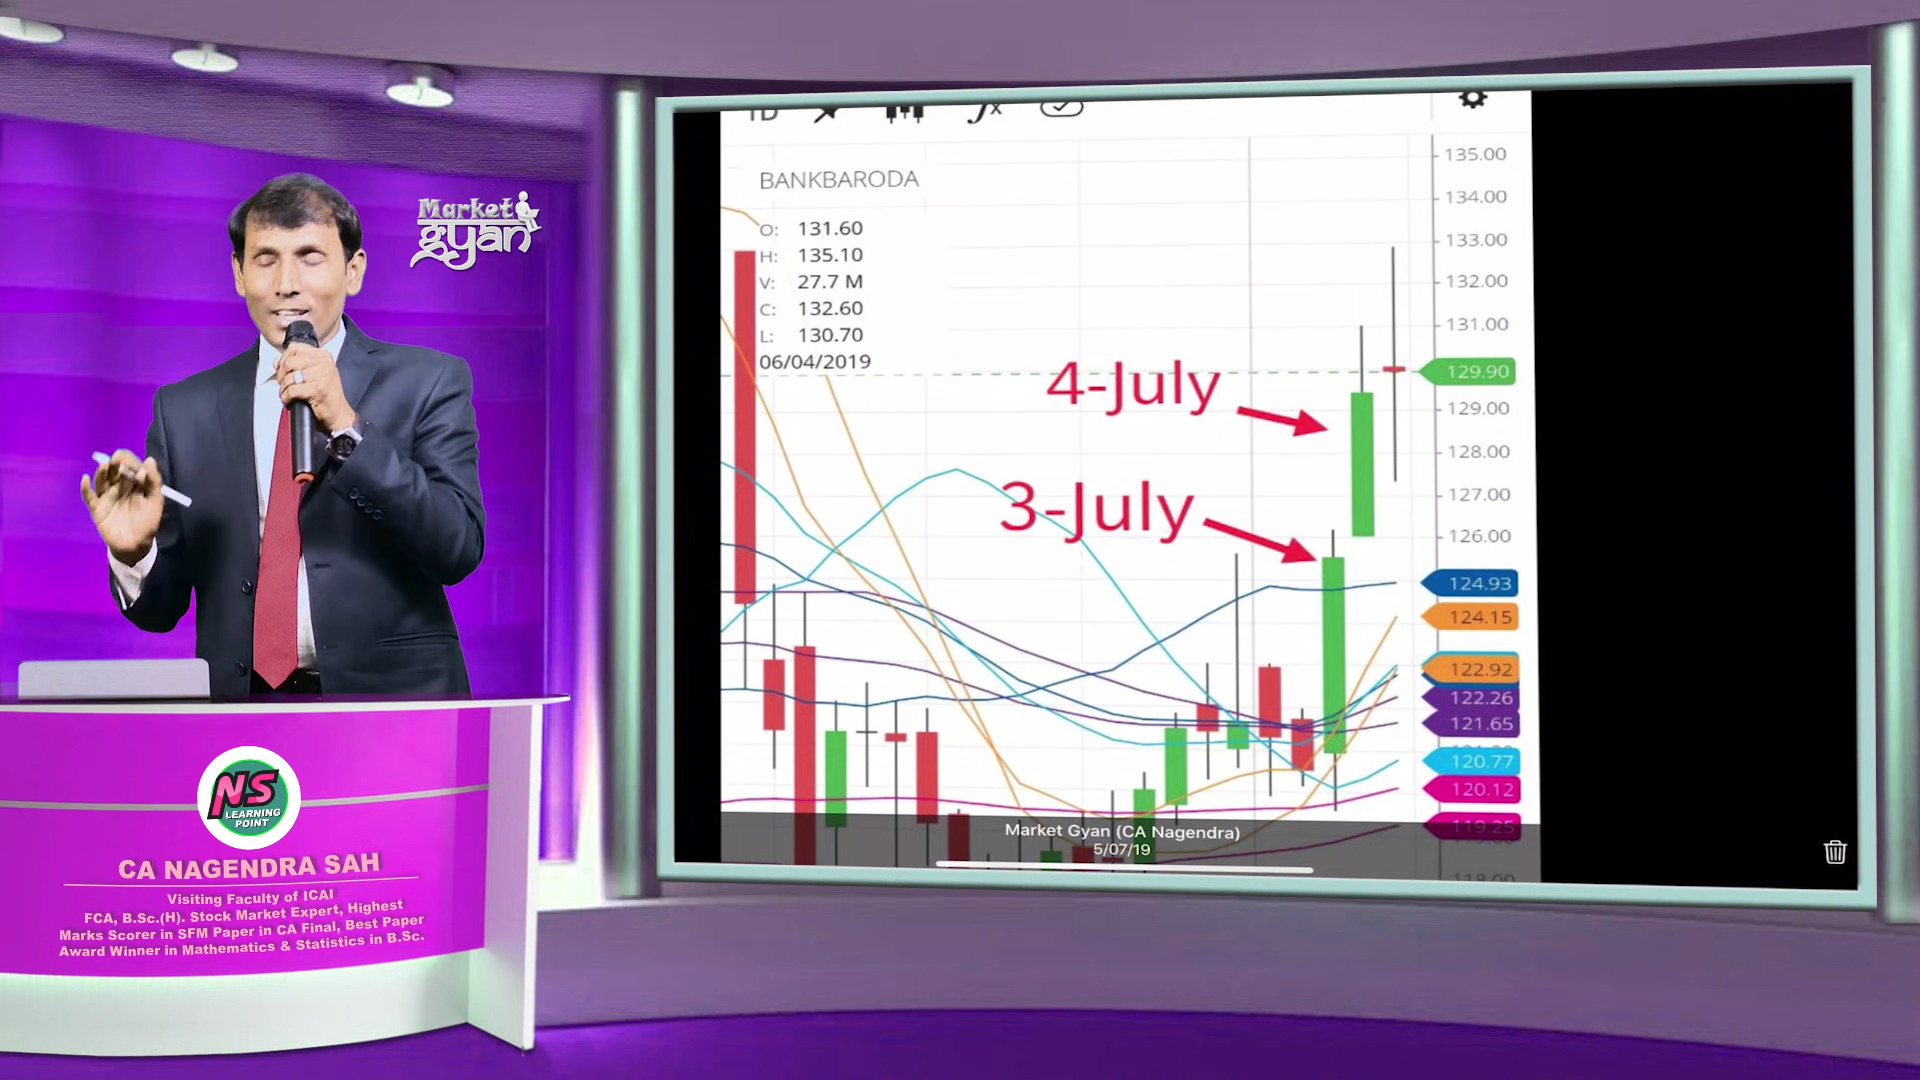 Market
gyan
NS
LEARNING
POINT
CA NAGENDRA SAH
Visiting Faculty of ICAI
FCA, B.Sc.(H). Stock Market Expert, Highest
Marks Scorer in SFM Paper in CA Final, Best Paper
Award Winner in Mathematics & Statistics in B.Sc.
1D
fx
BANKBARODA
O: 131.60
H: 135.10
V: 27.7 M
C: 132.60
L: 130.70
06/04/2019
4-July
3-July
135.00
134.00
133.00
132.00
131.00
129.90
129.00
128.00
127.00
126.00
124.93
124.15
122.92
122.26
121.65
120.77
120.12
119.25
118.00
Market Gyan (CA Nagendra)
5/07/19